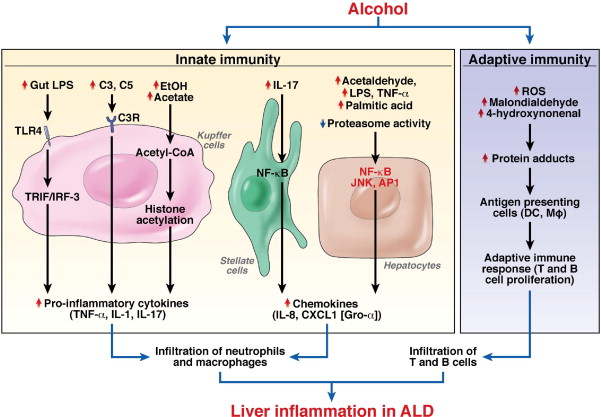 Alcohol
Innate immunity
Adaptive immunity
Gut LPS
C3, C5
EtOH
Acetate
IL-17
Acetaldehyde,
LPS, TNF-α
Palmitic acid
Proteasome activity
TLR4
C3R
Kupffer
cells
Acetyl-CoA
TRIF/IRF-3
Histone
acetylation
NF-κB
NF-κB
JNK, AP1
Stellate
cells
Hepatocytes
Pro-inflammatory cytokines
(TNF-α, IL-1, IL-17)
Chemokines
(IL-8, CXCL1 [Gro-α])
ROS
Malondialdehyde
4-hydroxynonenal
Protein adducts
Antigen presenting
cells (DC, MΦ)
Adaptive immune
response (T and B
cell proliferation)
Infiltration of neutrophils
and macrophages
Infiltration of
T and B cells
Liver inflammation in ALD